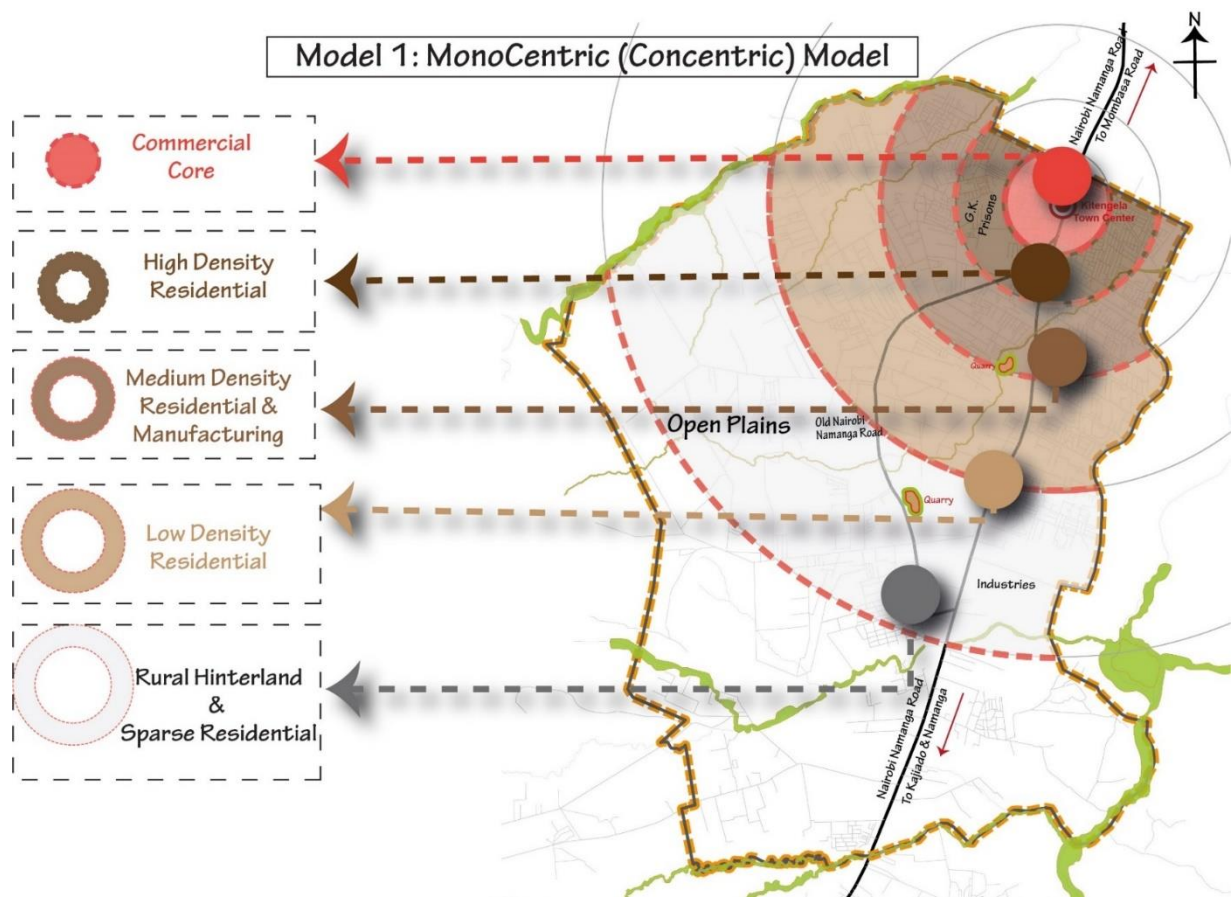 Model 1: MonoCentric (Concentric) Model
N
Nairobi Namanga Road
To Mombasa Road
Commercial
Core
High Density
Residential
Medium Density
Residential &
Manufacturing
Low Density
Residential
Rural Hinterland
&
Sparse Residential
G.K.
Prisons
Kitengela
Town Center
Quarry
Open Plains
Old Nairobi
Namanga Road
Quarry
Industries
Nairobi Namanga Road
To Kajiado & Namanga